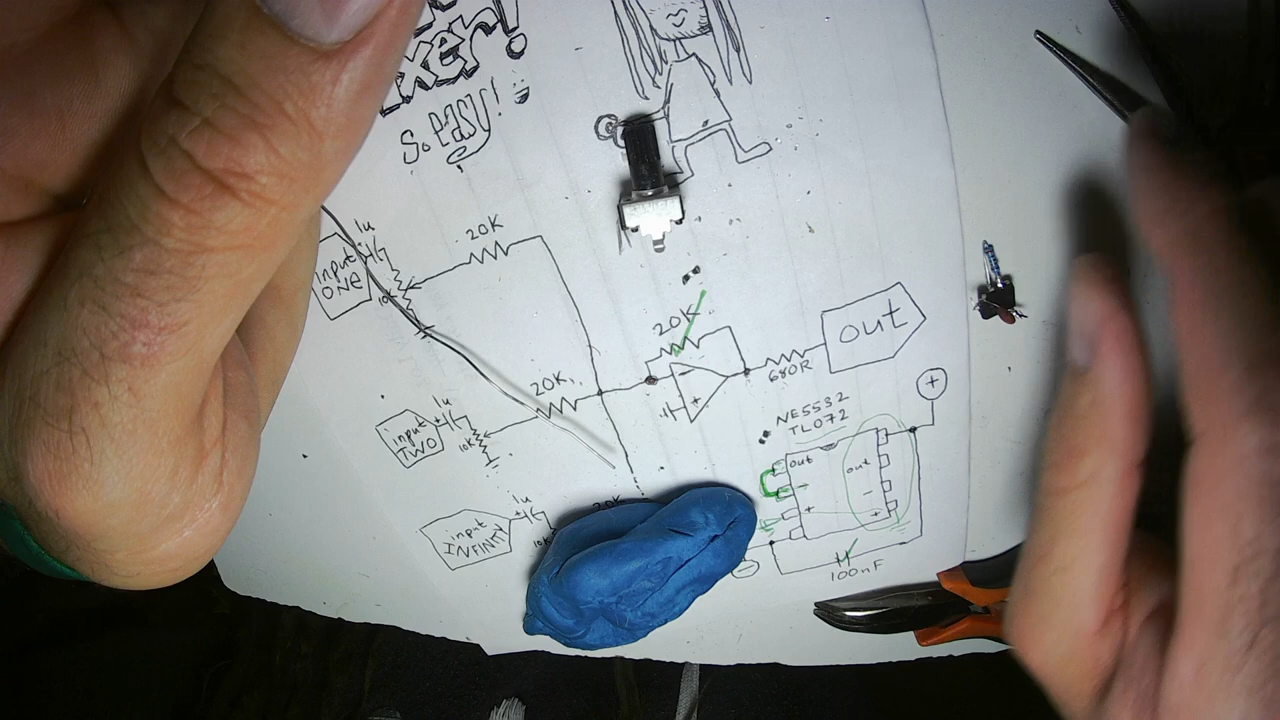 xer!
So easy!
1u
20K
input
ONE
10K
20K
out
680R
20K
1u
input
TWO
10K
+
NE5532
TL072
+
out
out
-
-
+
+
20K
1u
input
INFINITY
10K
-
100nF